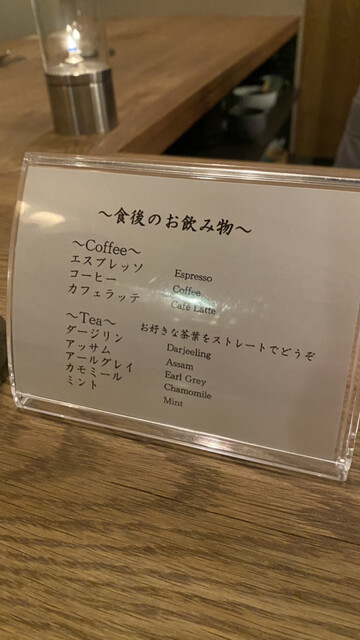 ～食後のお飲み物～
～Coffee～
エスプレッソ Espresso
コーヒー Coffee
カフェラッテ Café Latte
～Tea～ お好きな茶葉をストレートでどうぞ
ダージリン Darjeeling
アッサム Assam
アールグレイ Earl Grey
カモミール Chamomile
ミント Mint